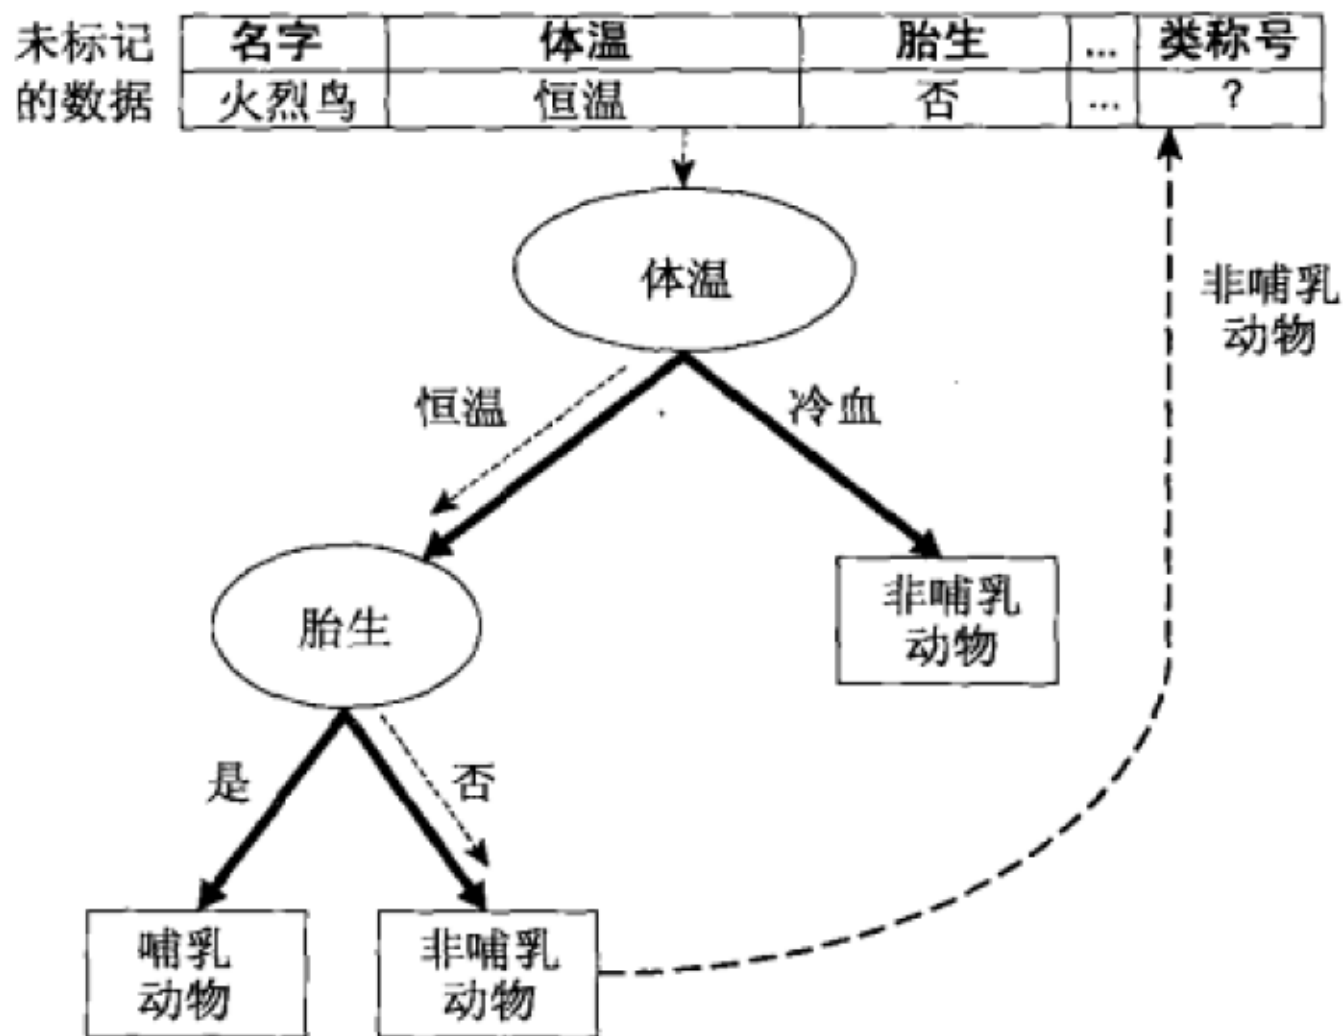 未标记 名字 体温 胎生 ... 类称号
的数据 火烈鸟 恒温 否 ... ?
体温
非哺乳
动物
恒温 冷血
胎生
非哺乳
动物
是 否
哺乳 非哺乳
动物 动物